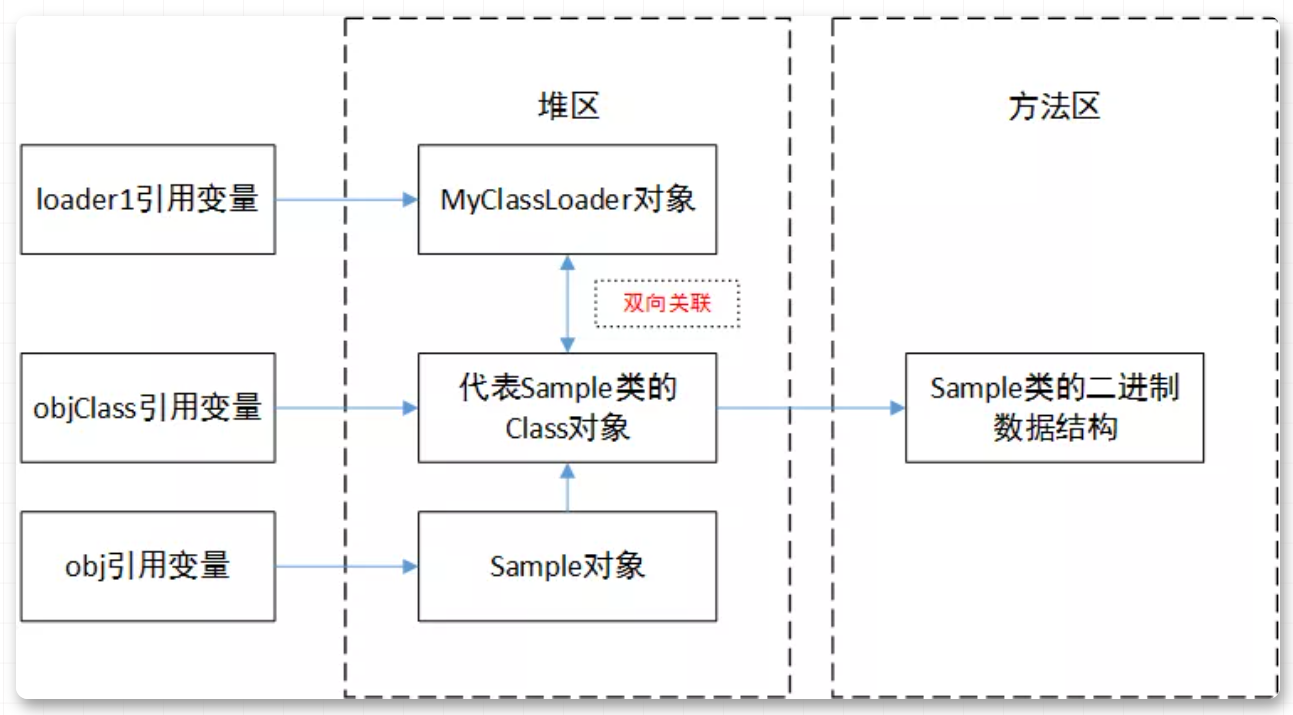 堆区
方法区
loader1引用变量
MyClassLoader对象
双向关联
objClass引用变量
代表Sample类的
Class对象
Sample类的二进制
数据结构
obj引用变量
Sample对象